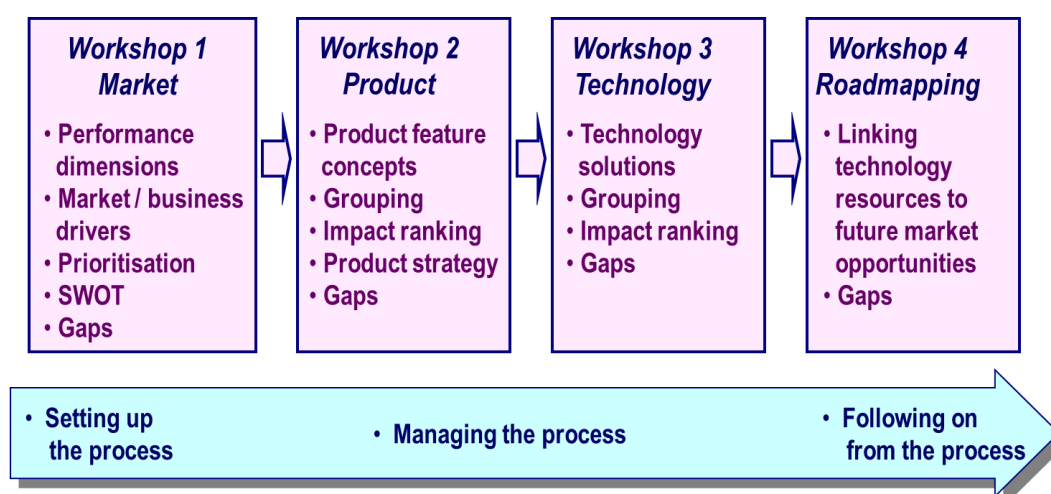 Workshop 1
Market
• Performance
dimensions
• Market / business
drivers
• Prioritisation
• SWOT
• Gaps
Workshop 2
Product
• Product feature
concepts
• Grouping
• Impact ranking
• Product strategy
• Gaps
Workshop 3
Technology
• Technology
solutions
• Grouping
• Impact ranking
• Gaps
Workshop 4
Roadmapping
• Linking
technology
resources to
future market
opportunities
• Gaps
• Setting up
the process
• Managing the process
• Following on
from the process